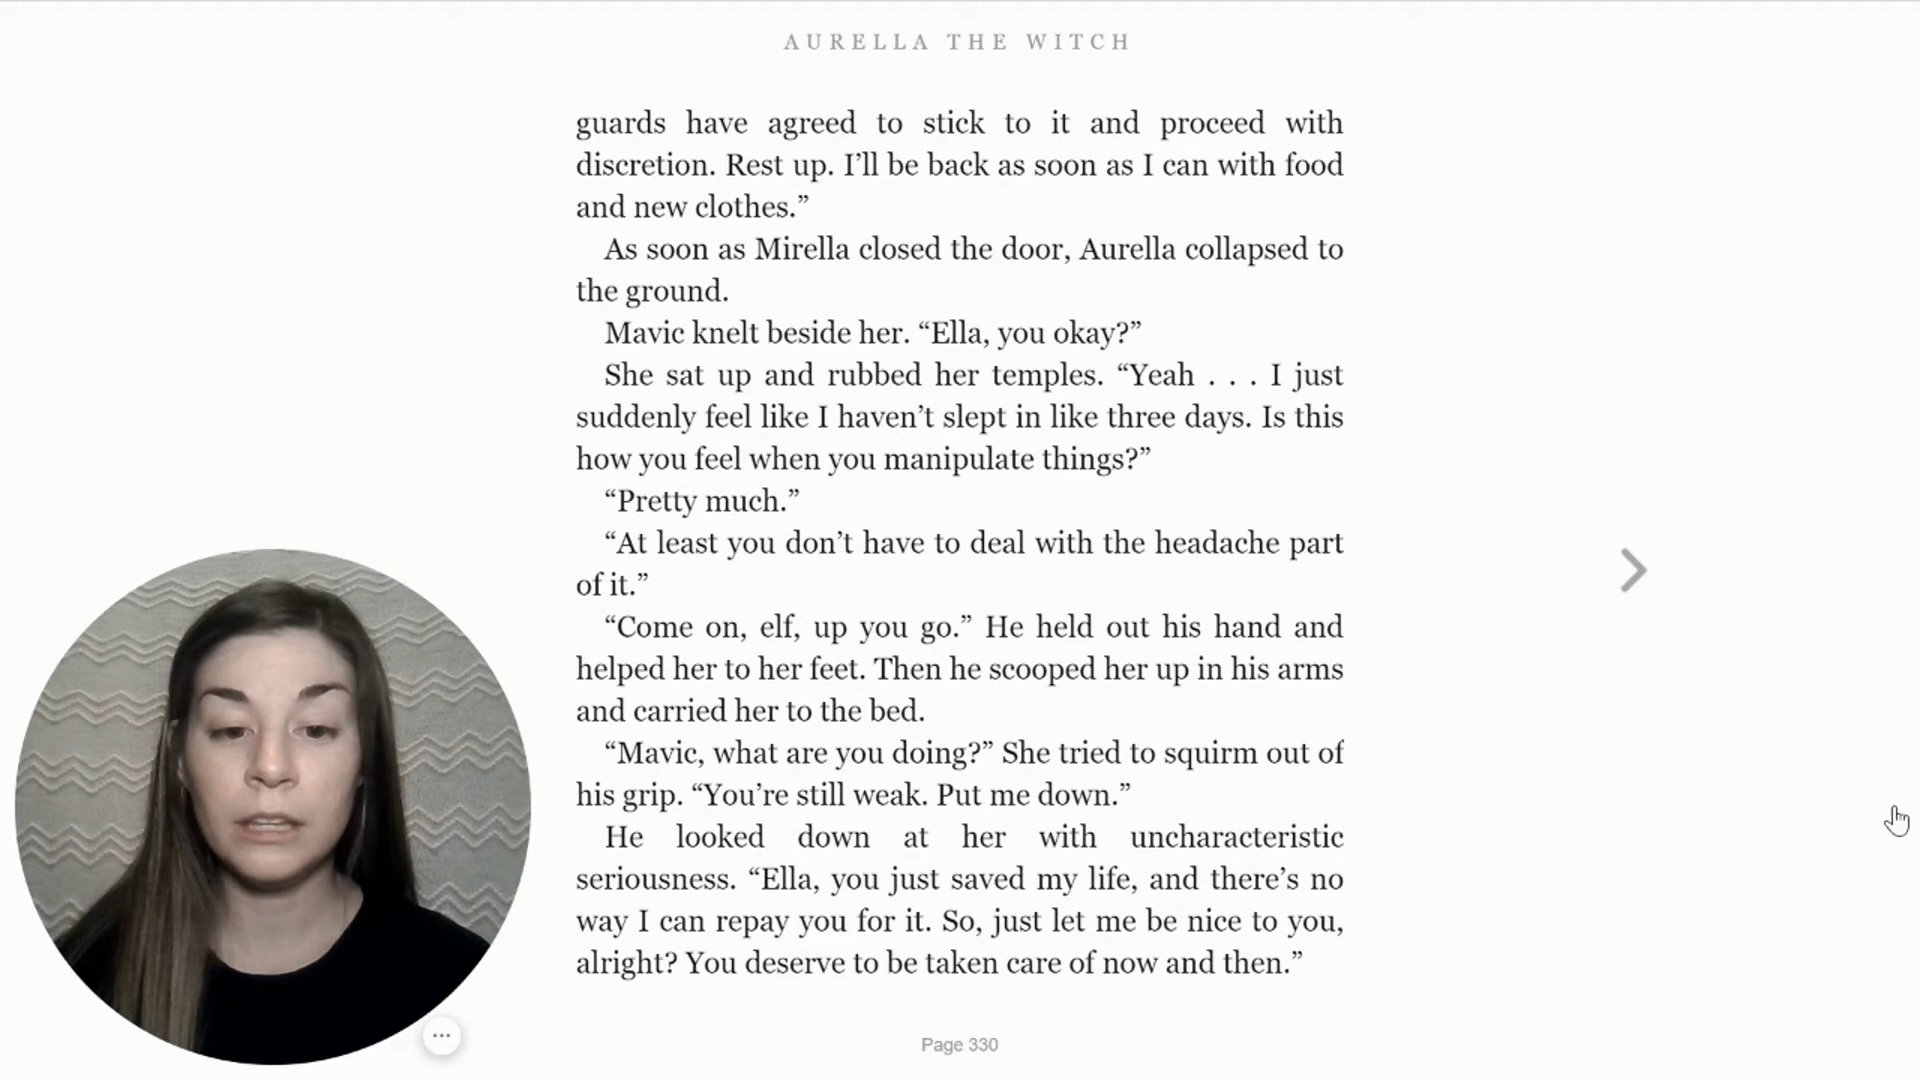 AURELLA THE WITCH
guards have agreed to stick to it and proceed with
discretion. Rest up. I’ll be back as soon as I can with food
and new clothes.”
As soon as Mirella closed the door, Aurella collapsed to
the ground.
Mavic knelt beside her. “Ella, you okay?”
She sat up and rubbed her temples. “Yeah . . . I just
suddenly feel like I haven’t slept in like three days. Is this
how you feel when you manipulate things?”
“Pretty much.”
“At least you don’t have to deal with the headache part
of it.”
“Come on, elf, up you go.” He held out his hand and
helped her to her feet. Then he scooped her up in his arms
and carried her to the bed.
“Mavic, what are you doing?” She tried to squirm out of
his grip. “You’re still weak. Put me down.”
He looked down at her with uncharacteristic
seriousness. “Ella, you just saved my life, and there’s no
way I can repay you for it. So, just let me be nice to you,
alright? You deserve to be taken care of now and then.”
Page 330